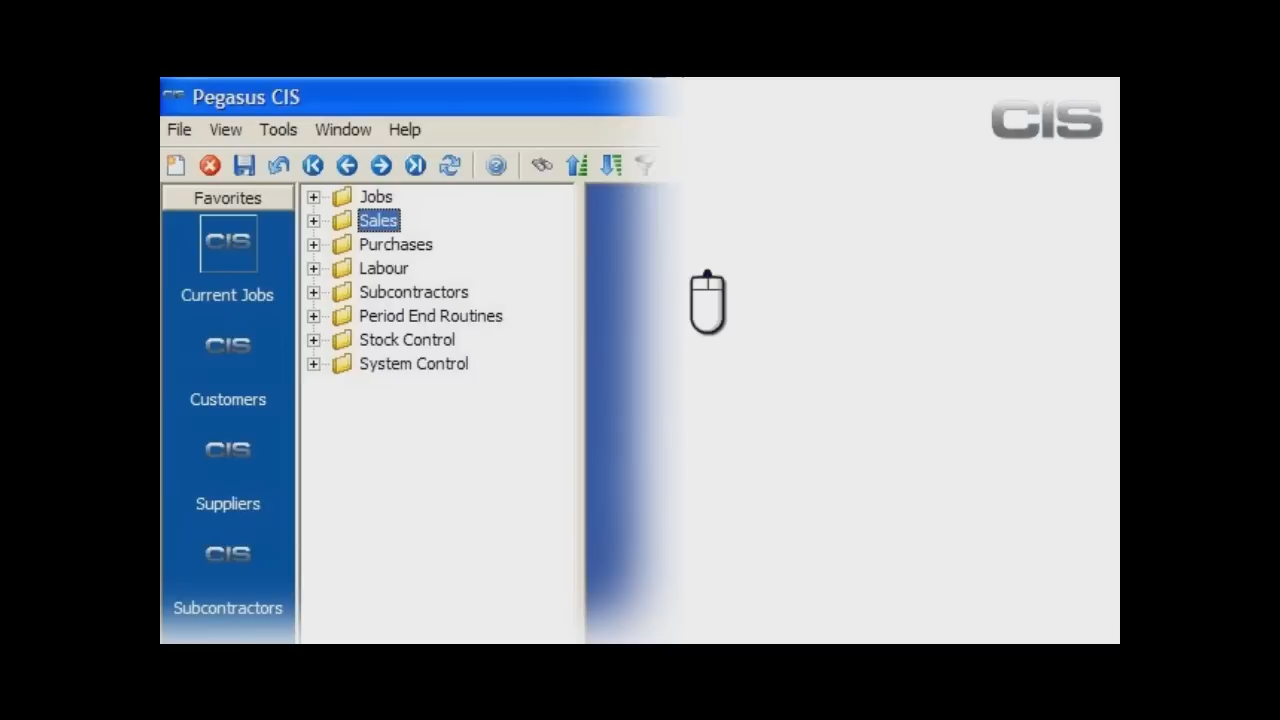 Pegasus CIS
CIS
File View Tools Window Help
Favorites
CIS
Current Jobs
CIS
Customers
CIS
Suppliers
CIS
Subcontractors
Jobs
Sales
Purchases
Labour
Subcontractors
Period End Routines
Stock Control
System Control